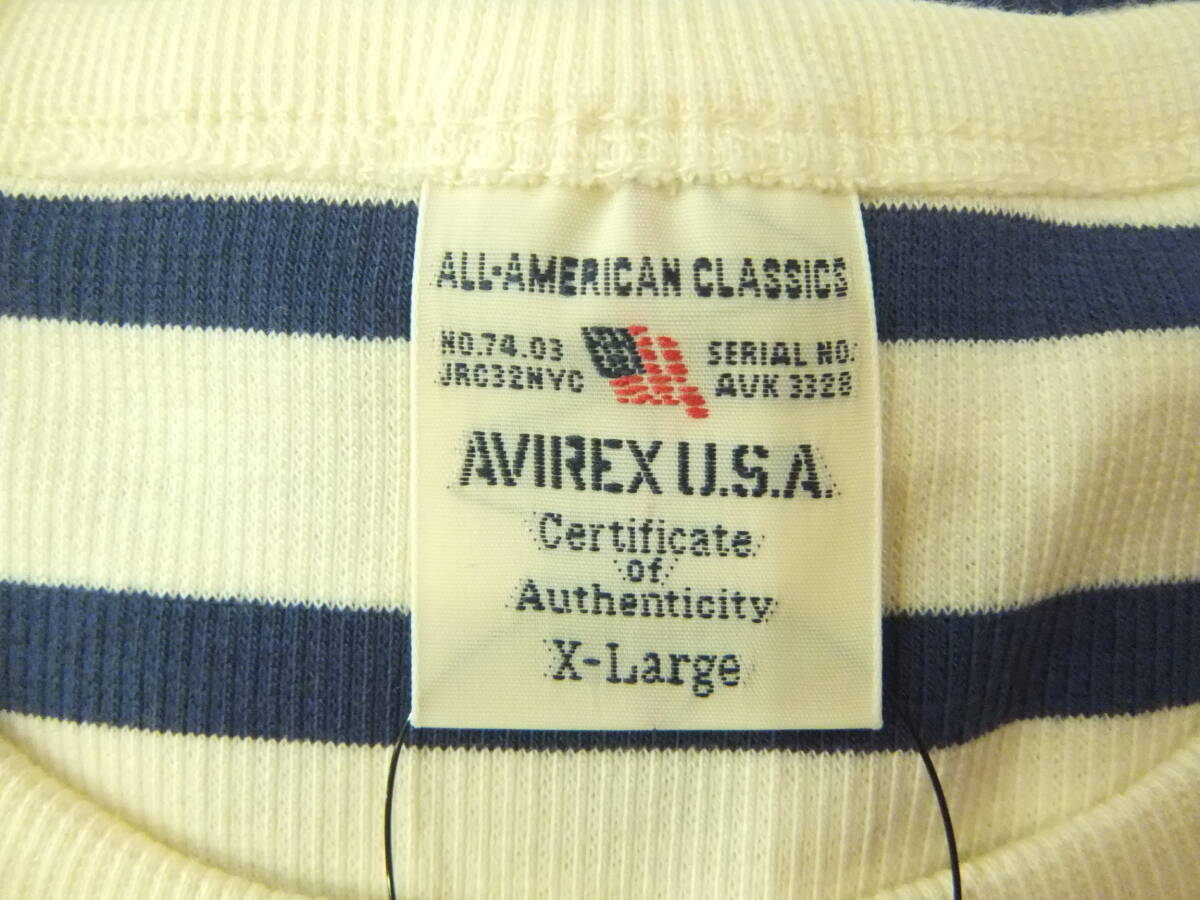 ALL-AMERICAN CLASSICS
NO.74.03
JRC32NYC
SERIAL NO.
AVK 3328
AVIREX U.S.A.
Certificate
of
Authenticity
X-Large